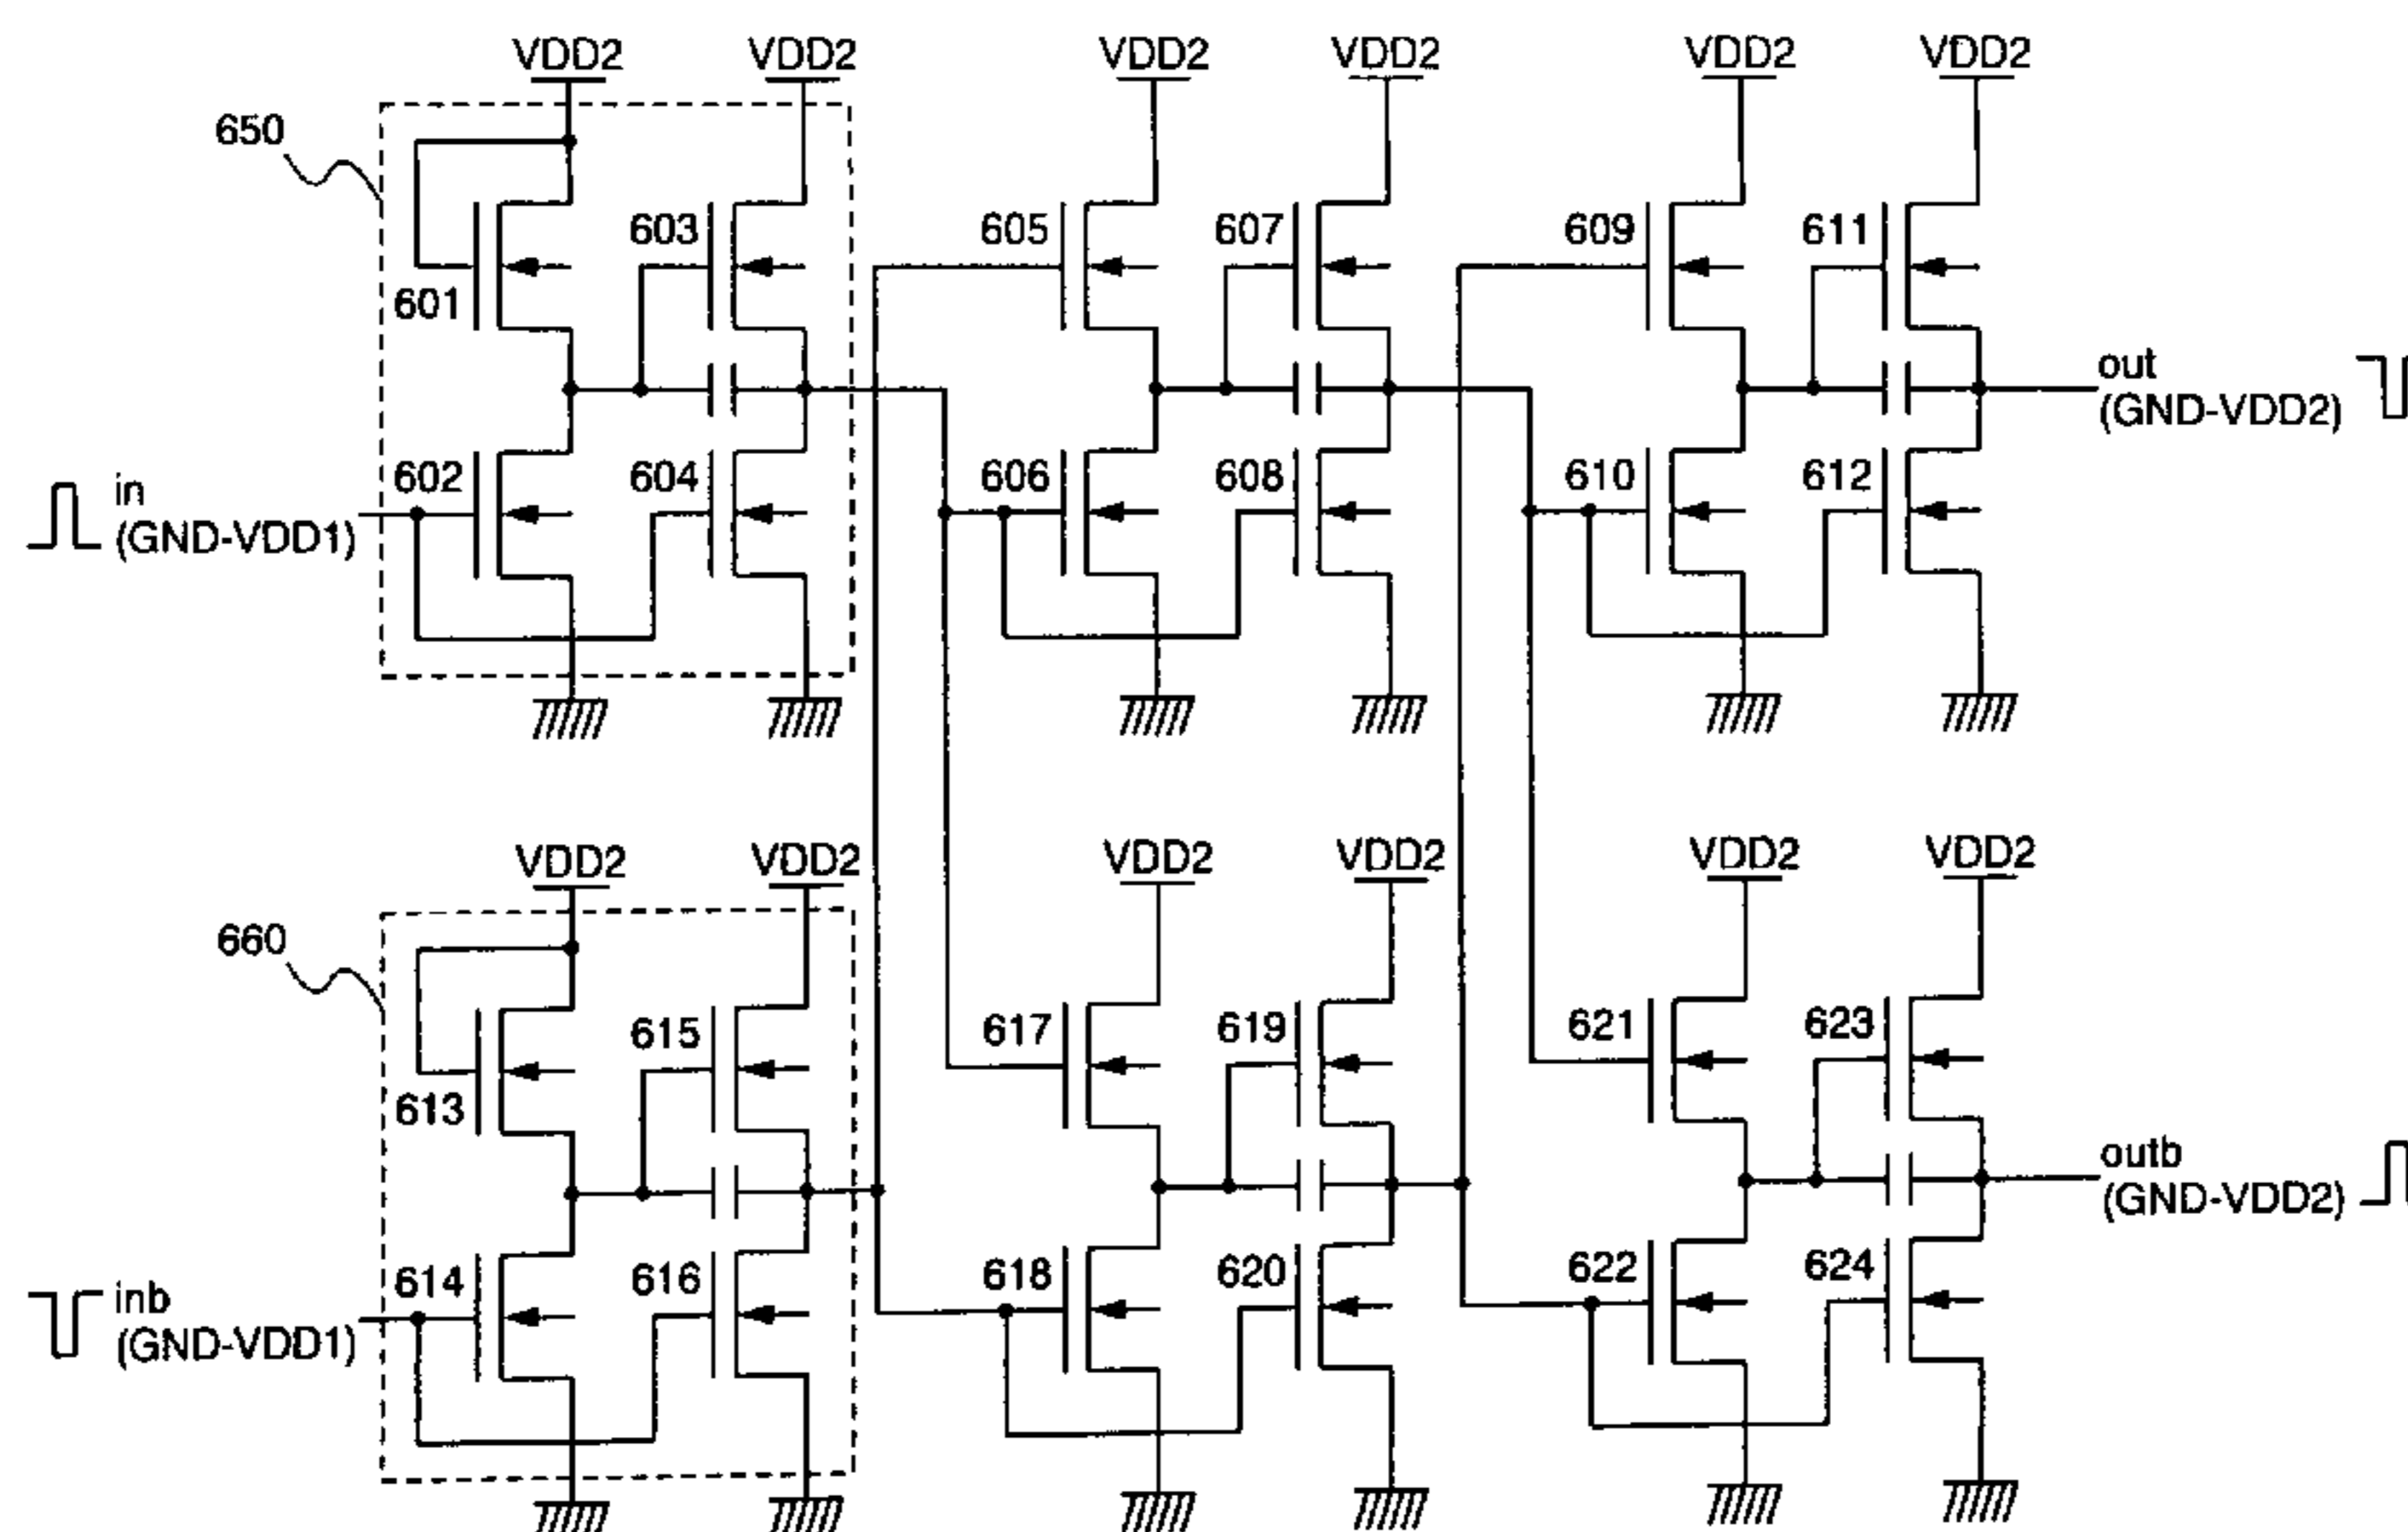 VDD2 VDD2 VDD2 VDD2 VDD2 VDD2
650
603 605 607 609 611
601
out
(GND-VDD2)
602 604 606 608 610 612
in
(GND-VDD1)
VDD2 VDD2 VDD2 VDD2 VDD2 VDD2
660
615 617 619 621 623
613
outb
(GND-VDD2)
614 616 618 620 622 624
inb
(GND-VDD1)